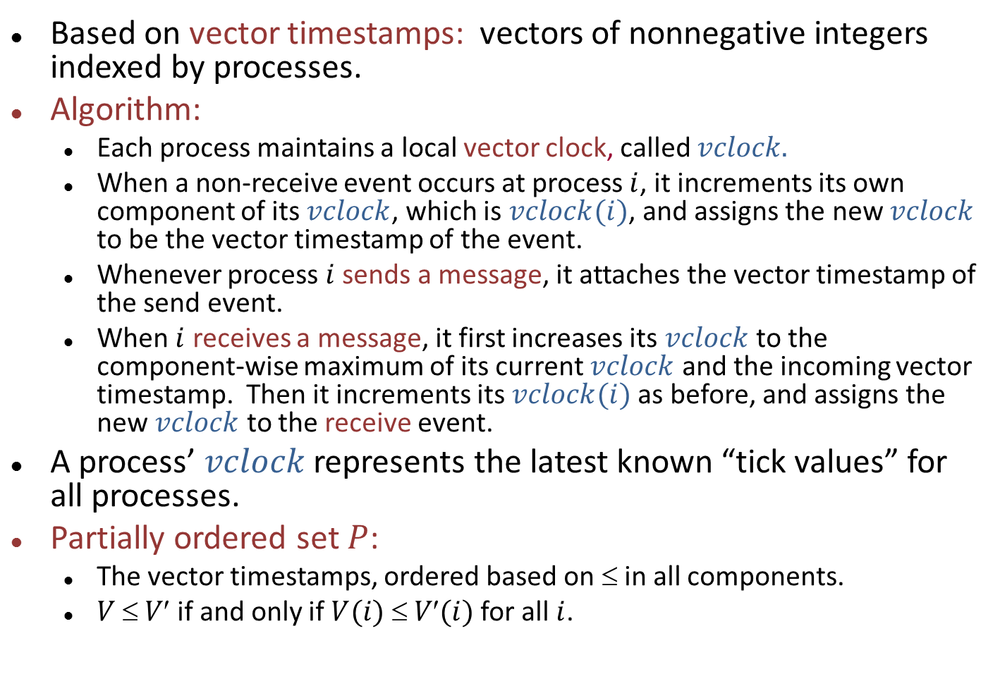 • Based on vector timestamps: vectors of nonnegative integers
indexed by processes.
• Algorithm:
• Each process maintains a local vector clock, called vclock.
• When a non-receive event occurs at process i, it increments its own
component of its vclock, which is vclock(i), and assigns the new vclock
to be the vector timestamp of the event.
• Whenever process i sends a message, it attaches the vector timestamp of
the send event.
• When i receives a message, it first increases its vclock to the
component-wise maximum of its current vclock and the incoming vector
timestamp. Then it increments its vclock(i) as before, and assigns the
new vclock to the receive event.
• A process’ vclock represents the latest known “tick values” for
all processes.
• Partially ordered set P:
• The vector timestamps, ordered based on ≤ in all components.
• V ≤ V′ if and only if V(i) ≤ V′(i) for all i.